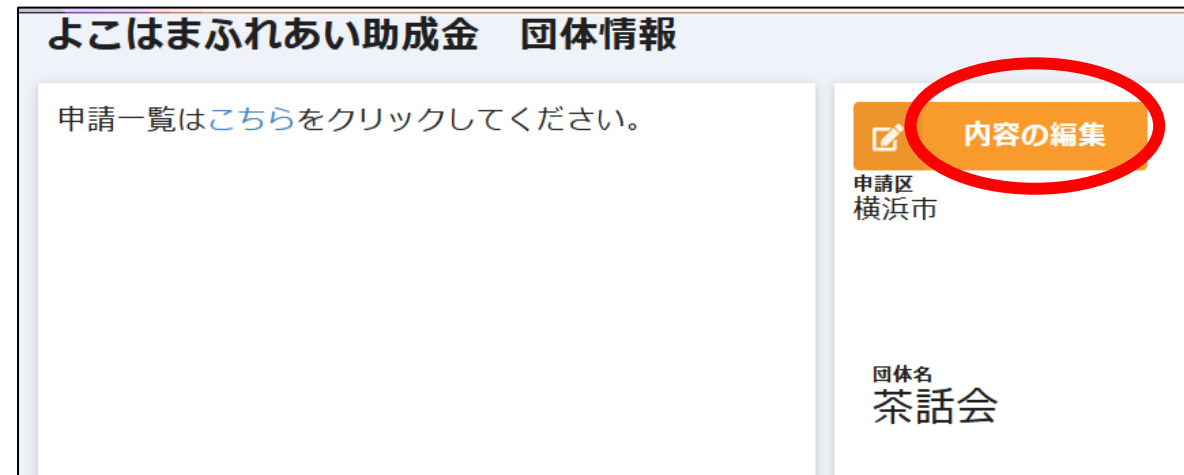 よこはまふれあい助成金　団体情報
申請一覧はこちらをクリックしてください。
内容の編集
申請区
横浜市
団体名
茶話会